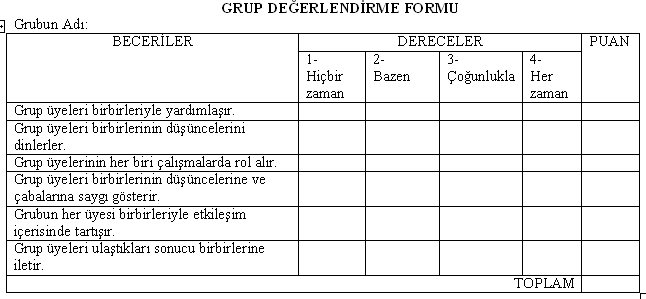 GRUP DEĞERLENDİRME FORMU
Grubun Adı:
BECERİLER
DERECELER
PUAN
1-
Hiçbir
zaman
2-
Bazen
3-
Çoğunlukla
4-
Her
zaman
Grup üyeleri birbirleriyle yardımlaşır.
Grup üyeleri birbirlerinin düşüncelerini
dinlerler.
Grup üyelerinin her biri çalışmalarda rol alır.
Grup üyeleri birbirlerinin düşüncelerine ve
çabalarına saygı gösterir.
Grubun her üyesi birbirleriyle etkileşim
içerisinde tartışır.
Grup üyeleri ulaştıkları sonucu birbirlerine
iletir.
TOPLAM